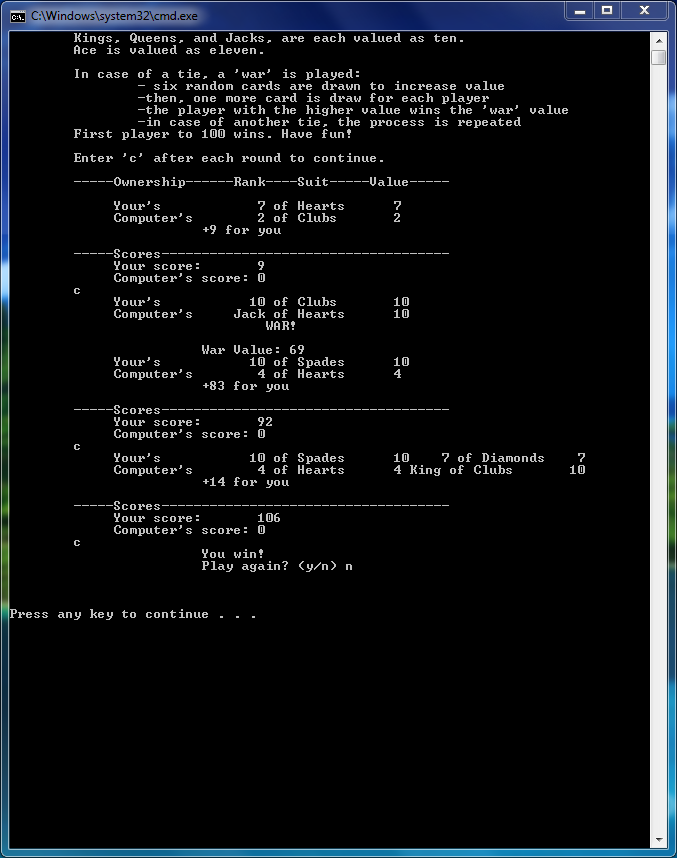 C:\Windows\system32\cmd.exe
Kings, Queens, and Jacks, are each valued as ten.
Ace is valued as eleven.
In case of a tie, a 'war' is played:
- six random cards are drawn to increase value
-then, one more card is draw for each player
-the player with the higher value wins the 'war' value
-in case of another tie, the process is repeated
First player to 100 wins. Have fun!
Enter 'c' after each round to continue.
-----Ownership------Rank----Suit-----Value-----
Your's 7 of Hearts 7
Computer's 2 of Clubs 2
+9 for you
-----Scores------------------------------------
Your score: 9
Computer's score: 0
c
Your's 10 of Clubs 10
Computer's Jack of Hearts 10
WAR!
War Value: 69
Your's 10 of Spades 10
Computer's 4 of Hearts 4
+83 for you
-----Scores------------------------------------
Your score: 92
Computer's score: 0
c
Your's 10 of Spades 10 7 of Diamonds 7
Computer's 4 of Hearts 4 King of Clubs 10
+14 for you
-----Scores------------------------------------
Your score: 106
Computer's score: 0
c
You win!
Play again? (y/n) n
Press any key to continue . . .